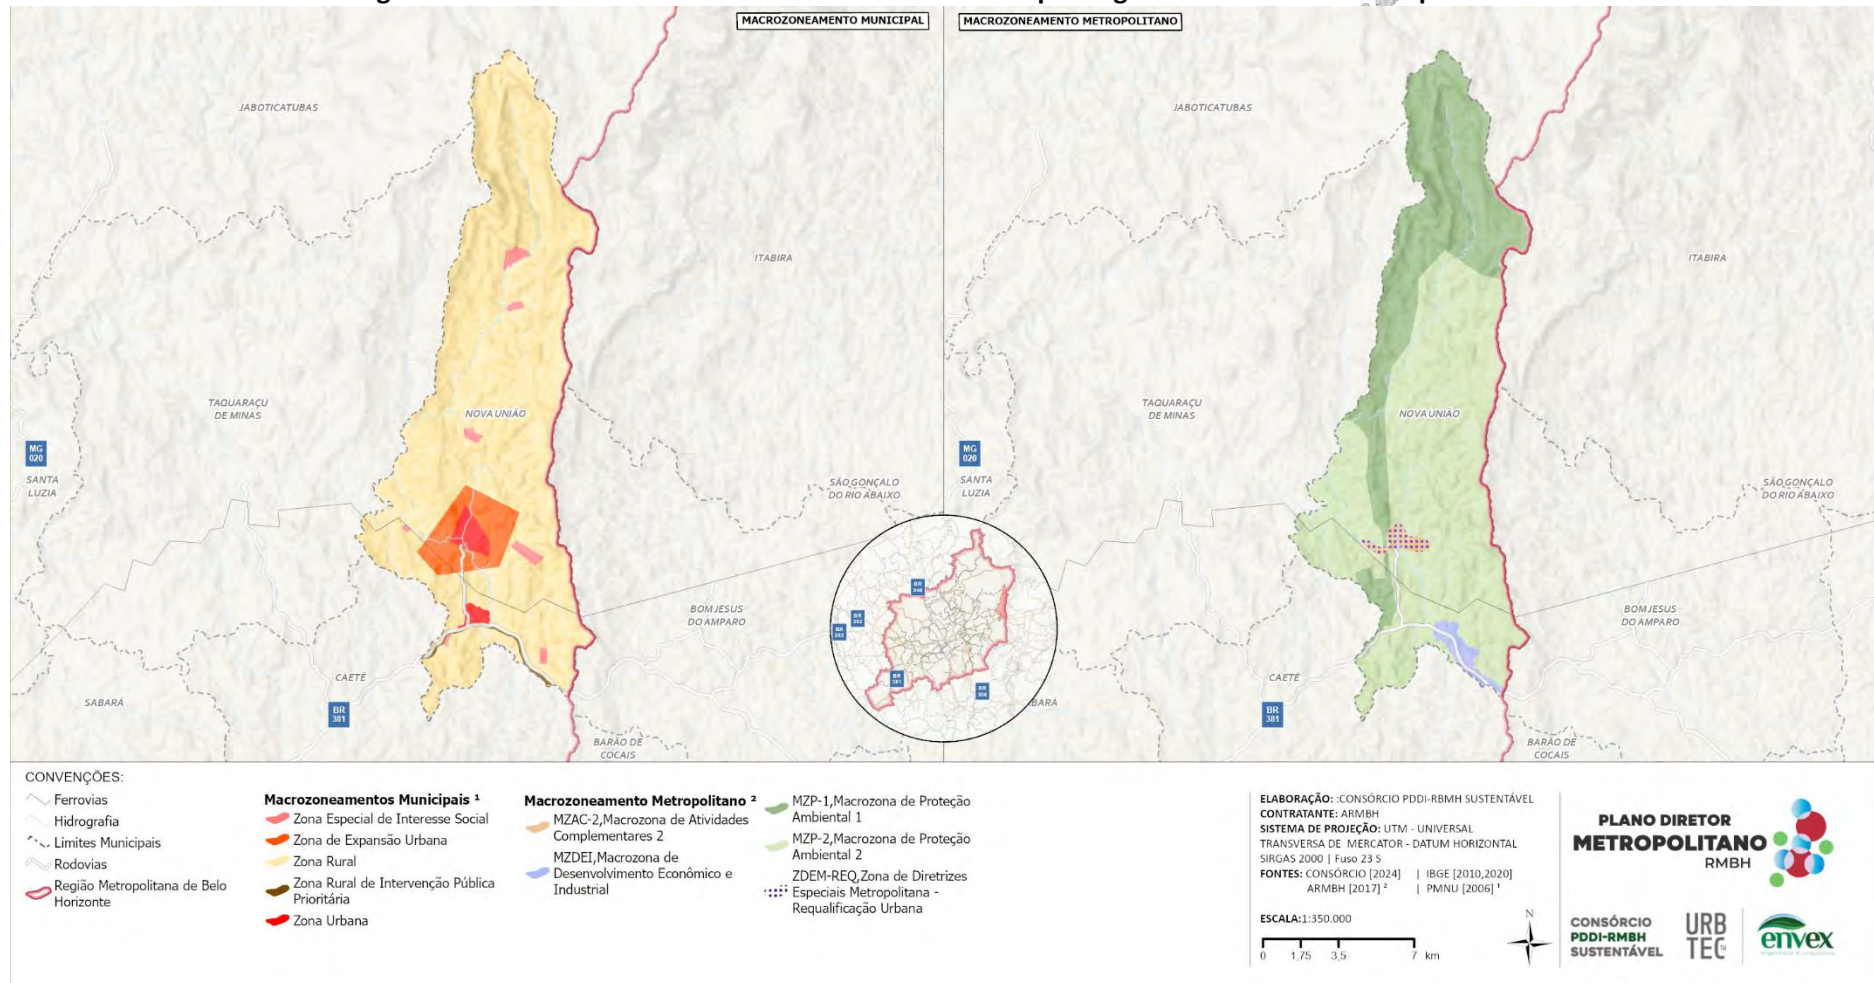 MACROZONEAMENTO MUNICIPAL
MACROZONEAMENTO METROPOLITANO
JABOTICATUBAS
ITABIRA
TAQUARAÇU
DE MINAS
NOVA UNIÃO
MG
020
SANTA
LUZIA
SÃO GONÇALO
DO RIO ABAIXO
BOM JESUS
DO AMPARO
CAETÉ
SABARÁ
BR
381
BARÃO DE
COCAIS
JABOTICATUBAS
ITABIRA
TAQUARAÇU
DE MINAS
NOVA UNIÃO
MG
020
SANTA
LUZIA
SÃO GONÇALO
DO RIO ABAIXO
BOM JESUS
DO AMPARO
CAETÉ
BARA
BR
381
BARÃO DE
COCAIS
BR
BR
BR
BR
381
BR
CONVENÇÕES:
Ferrovias
Hidrografia
Limites Municipais
Rodovias
Região Metropolitana de Belo
Horizonte
Macrozoneamentos Municipais ¹
Zona Especial de Interesse Social
Zona de Expansão Urbana
Zona Rural
Zona Rural de Intervenção Pública
Prioritária
Zona Urbana
Macrozoneamento Metropolitano ²
MZAC-2,Macrozona de Atividades
Complementares 2
MZDEI,Macrozona de
Desenvolvimento Econômico e
Industrial
MZP-1,Macrozona de Proteção
Ambiental 1
MZP-2,Macrozona de Proteção
Ambiental 2
ZDEM-REQ,Zona de Diretrizes
Especiais Metropolitana -
Requalificação Urbana
ELABORAÇÃO: :CONSÓRCIO PDDI-RBMH SUSTENTÁVEL
CONTRATANTE: ARMBH
SISTEMA DE PROJEÇÃO: UTM - UNIVERSAL
TRANSVERSA DE MERCATOR - DATUM HORIZONTAL
SIRGAS 2000 | Fuso 23 S
FONTES: CONSÓRCIO [2024] | IBGE [2010,2020]
ARMBH [2017] ² | PMNU [2006] ¹
ESCALA:1:350.000
0 1,75 3,5 7 km
N
PLANO DIRETOR
METROPOLITANO
RMBH
CONSÓRCIO
PDDI-RMBH
SUSTENTÁVEL
URB
TEC
envex